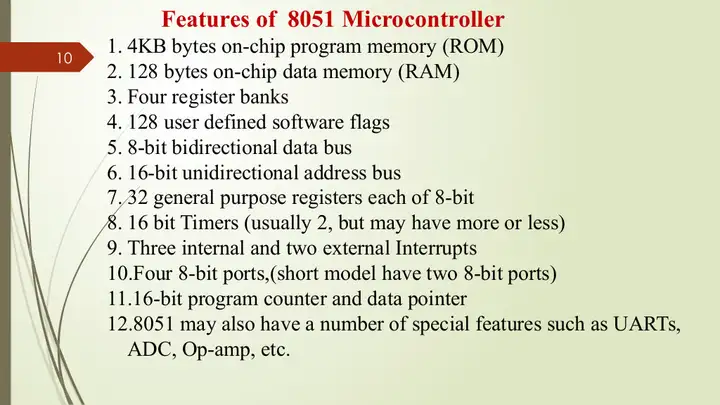 Features of 8051 Microcontroller
10
1. 4KB bytes on-chip program memory (ROM)
2. 128 bytes on-chip data memory (RAM)
3. Four register banks
4. 128 user defined software flags
5. 8-bit bidirectional data bus
6. 16-bit unidirectional address bus
7. 32 general purpose registers each of 8-bit
8. 16 bit Timers (usually 2, but may have more or less)
9. Three internal and two external Interrupts
10.Four 8-bit ports,(short model have two 8-bit ports)
11.16-bit program counter and data pointer
12.8051 may also have a number of special features such as UARTs,
ADC, Op-amp, etc.